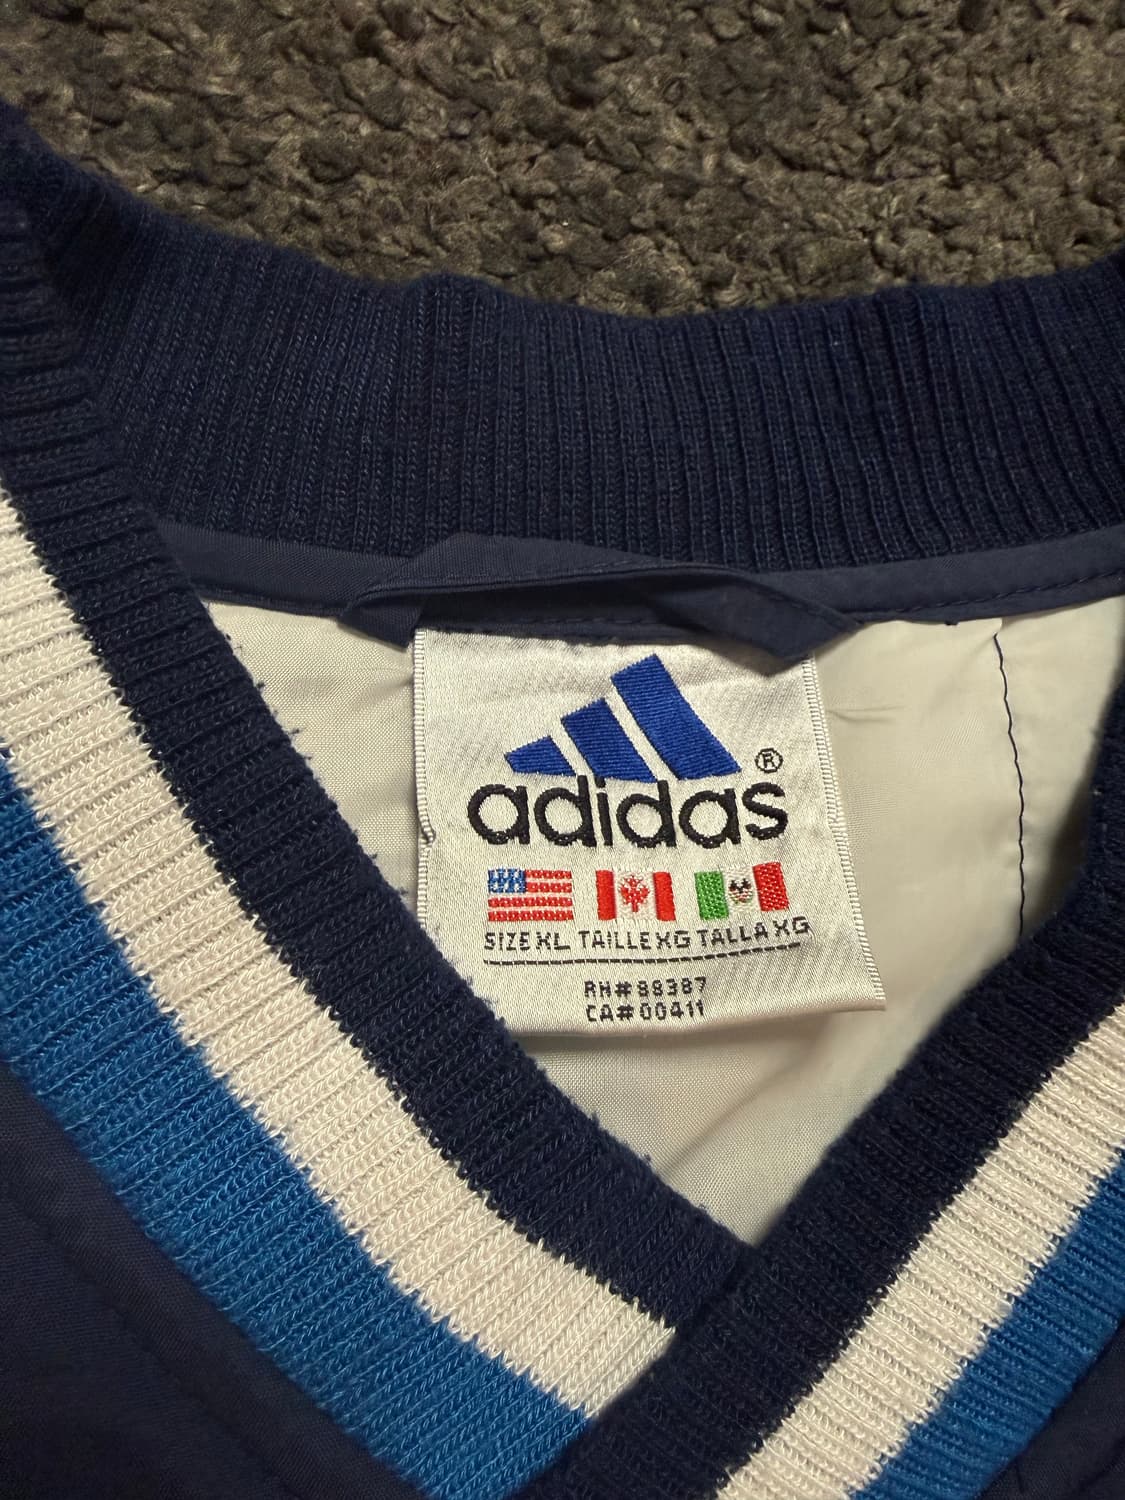 adidas®
SIZE XL TAILLE XG TALLA XG
RN#88387
CA#00411